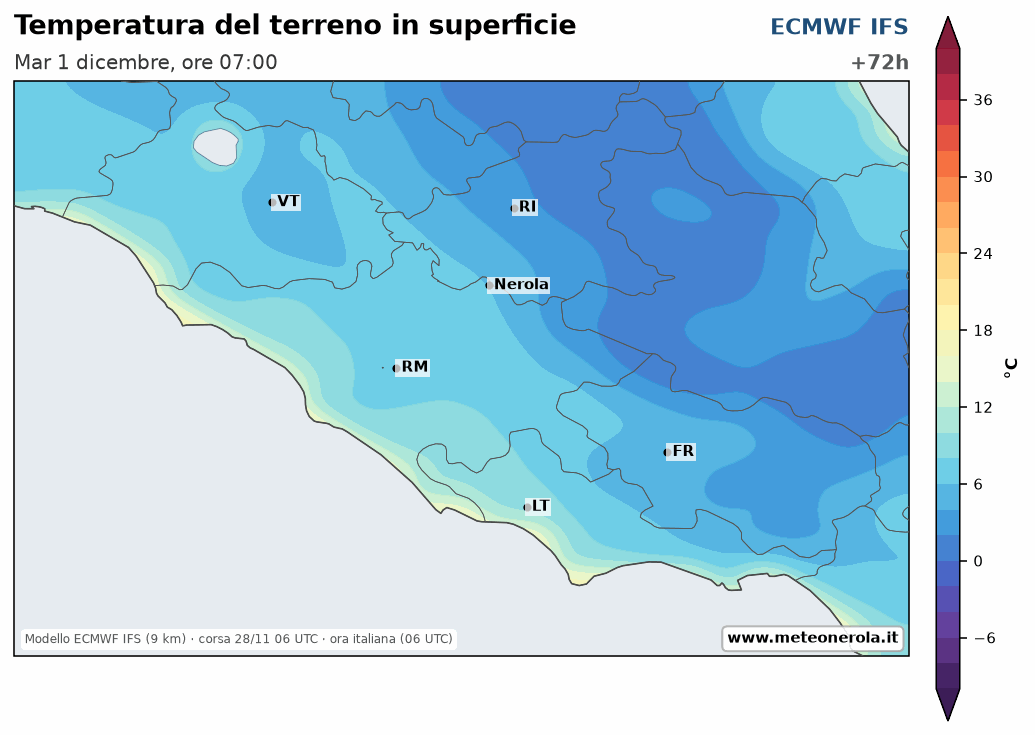 Temperatura del terreno in superficie
ECMWF IFS
Mar 1 dicembre, ore 07:00
+72h
VT
RI
Nerola
RM
FR
LT
36
30
24
18
12
6
0
−6
°C
Modello ECMWF IFS (9 km) · corsa 28/11 06 UTC · ora italiana (06 UTC)
www.meteonerola.it